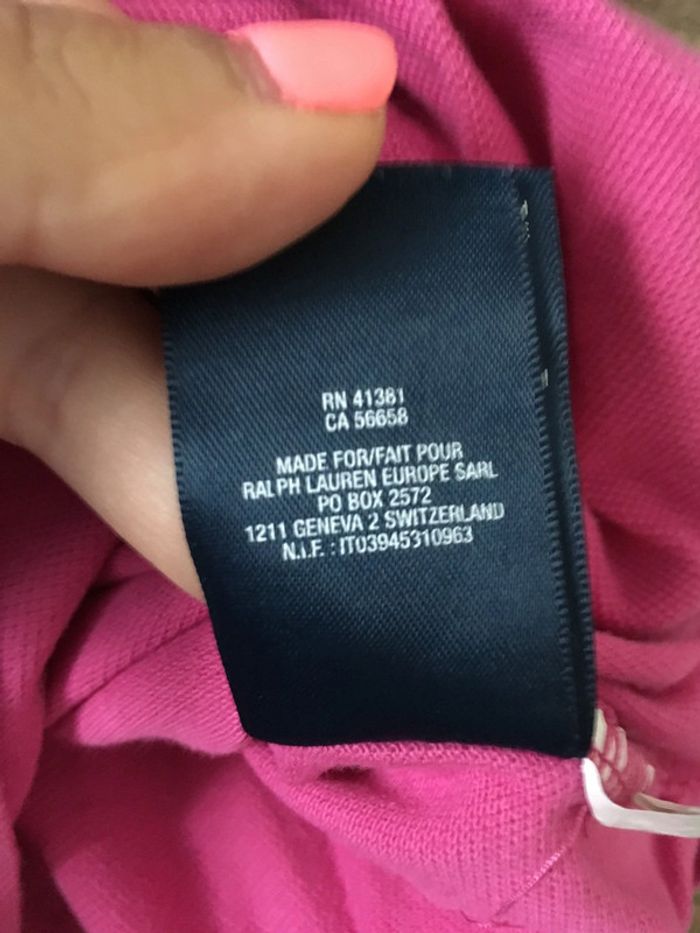 RN 41381
CA 56658
MADE FOR/FAIT POUR
RALPH LAUREN EUROPE SARL
PO BOX 2572
1211 GENEVA 2 SWITZERLAND
N.I.F. : IT03945310963